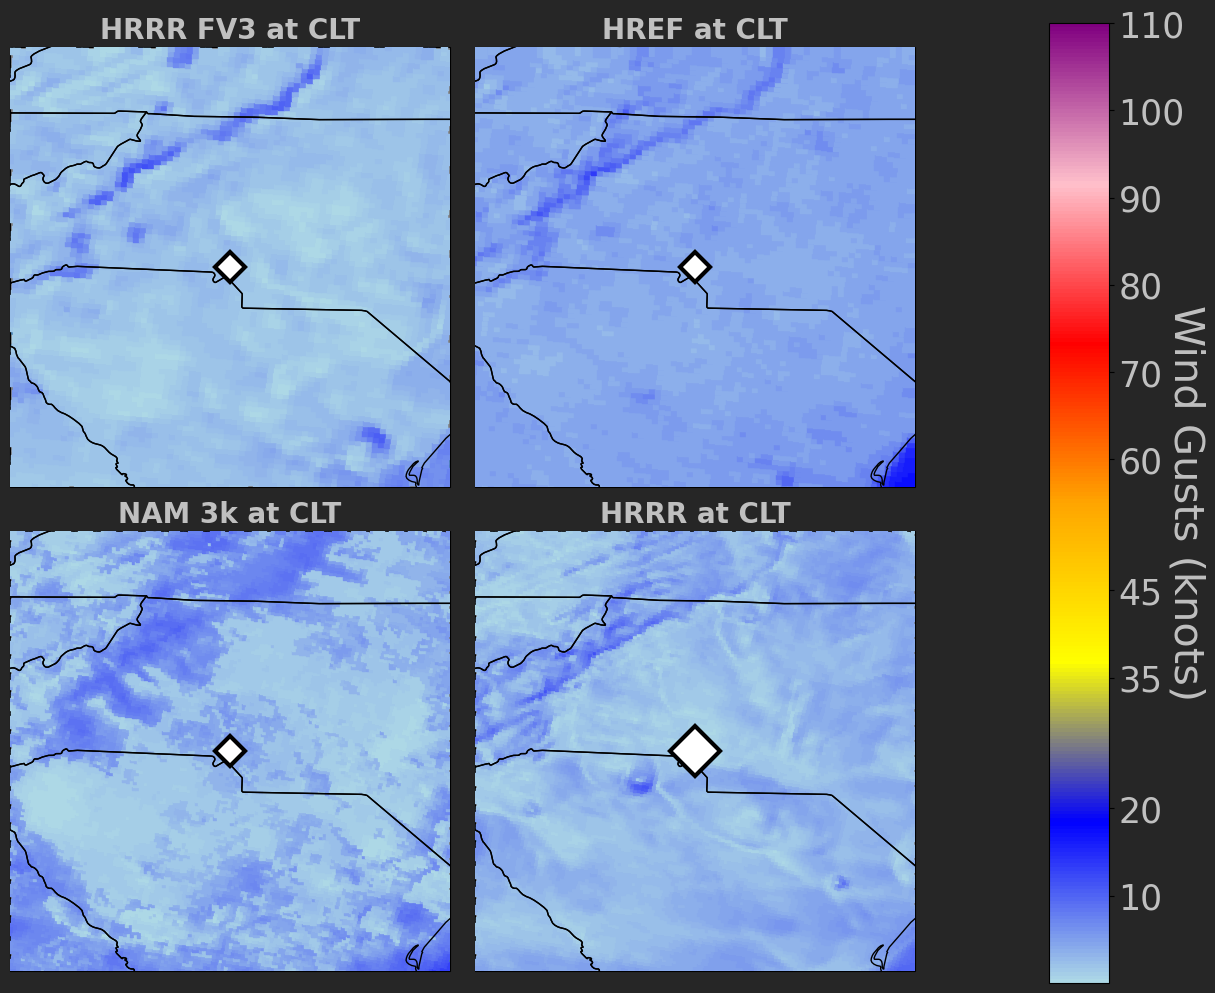 HRRR FV3 at CLT
HREF at CLT
NAM 3k at CLT
HRRR at CLT
110
100
90
80
70
60
45
35
20
10
Wind Gusts (knots)